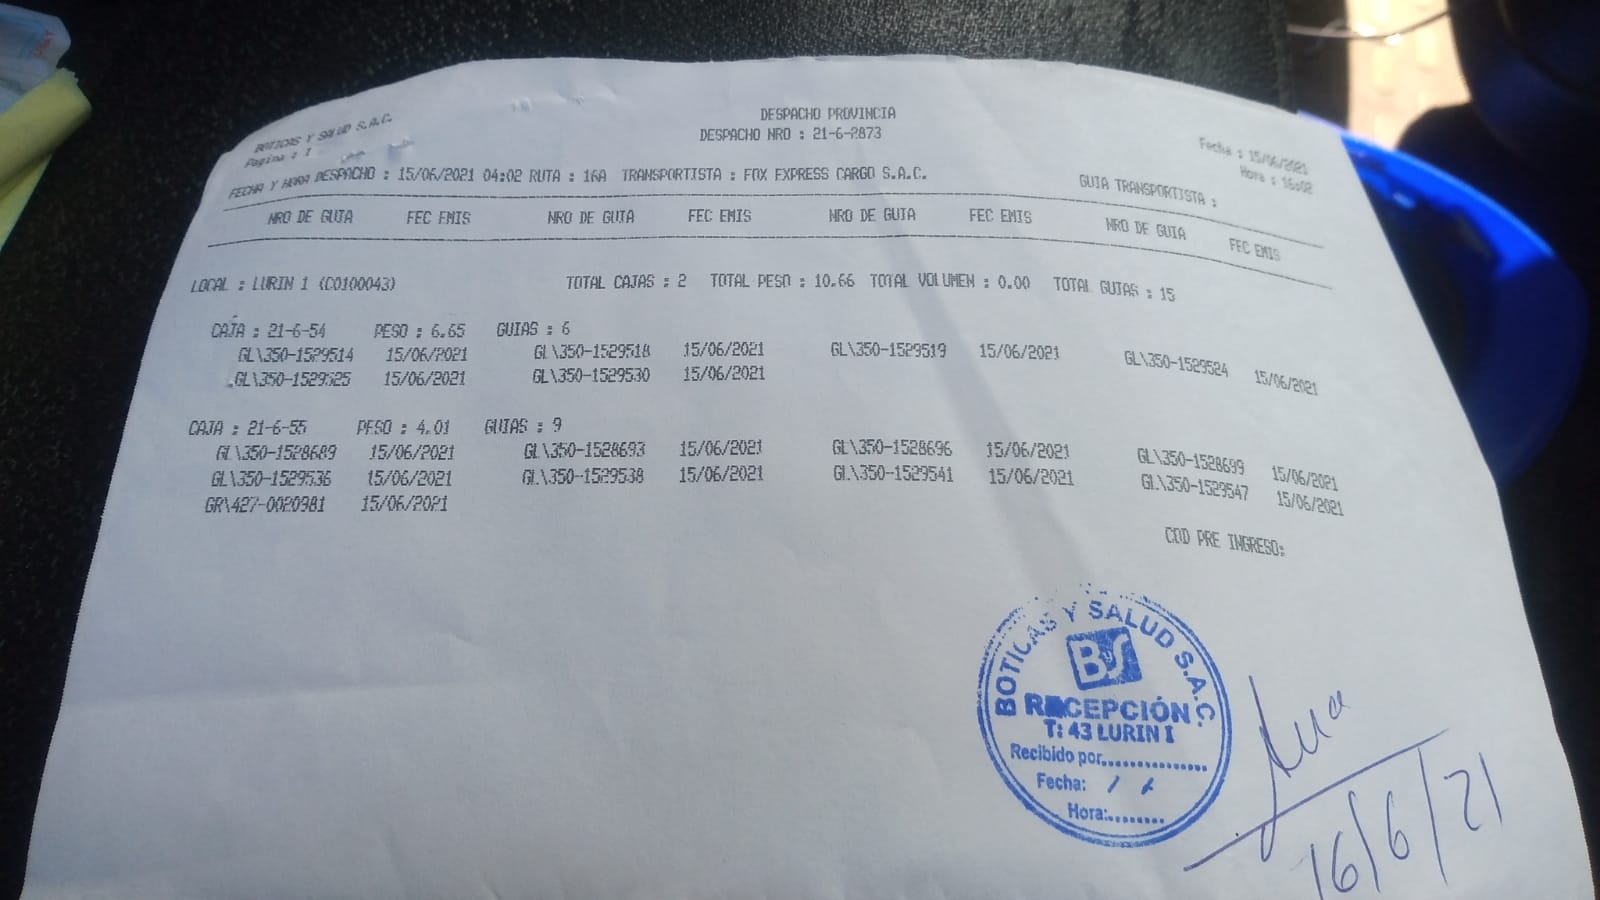 BOTICAS Y SALUD S.A.C.
Pagina : 1
DESPACHO PROVINCIA
DESPACHO NRO : 21-6-2873
Fecha : 15/06/2021
Hora : 16:02
FECHA Y HORA DESPACHO : 15/06/2021 04:02 RUTA : 16A TRANSPORTISTA : FOX EXPRESS CARGO S.A.C. GUIA TRANSPORTISTA :
NRO DE GUIA FEC EMIS NRO DE GUIA FEC EMIS NRO DE GUIA FEC EMIS NRO DE GUIA FEC EMIS
LOCAL : LURIN 1 (C0100043) TOTAL CAJAS : 2 TOTAL PESO : 10.66 TOTAL VOLUMEN : 0.00 TOTAL GUIAS : 15
CAJA : 21-6-54 PESO : 6.65 GUIAS : 6
GL\350-1529514 15/06/2021 GL\350-1529518 15/06/2021 GL\350-1529519 15/06/2021 GL\350-1529524 15/06/2021
GL\350-1529525 15/06/2021 GL\350-1529530 15/06/2021
CAJA : 21-6-55 PESO : 4.01 GUIAS : 9
GL\350-1528689 15/06/2021 GL\350-1528693 15/06/2021 GL\350-1528696 15/06/2021 GL\350-1528699 15/06/2021
GL\350-1529536 15/06/2021 GL\350-1529538 15/06/2021 GL\350-1529541 15/06/2021 GL\350-1529547 15/06/2021
GR\427-0020981 15/06/2021
COD PRE INGRESO:
BOTICAS Y SALUD S.A.C.
ByS
RECEPCIÓN
T: 43 LURIN I
Recibido por..............
Fecha: / /
Hora:........
16/6/21